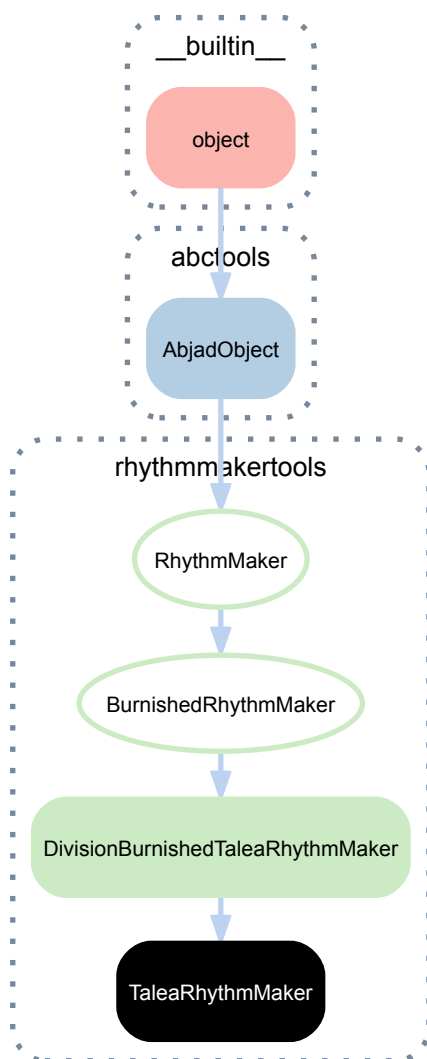 __builtin__
object
abctools
AbjadObject
rhythmmakertools
RhythmMaker
BurnishedRhythmMaker
DivisionBurnishedTaleaRhythmMaker
TaleaRhythmMaker